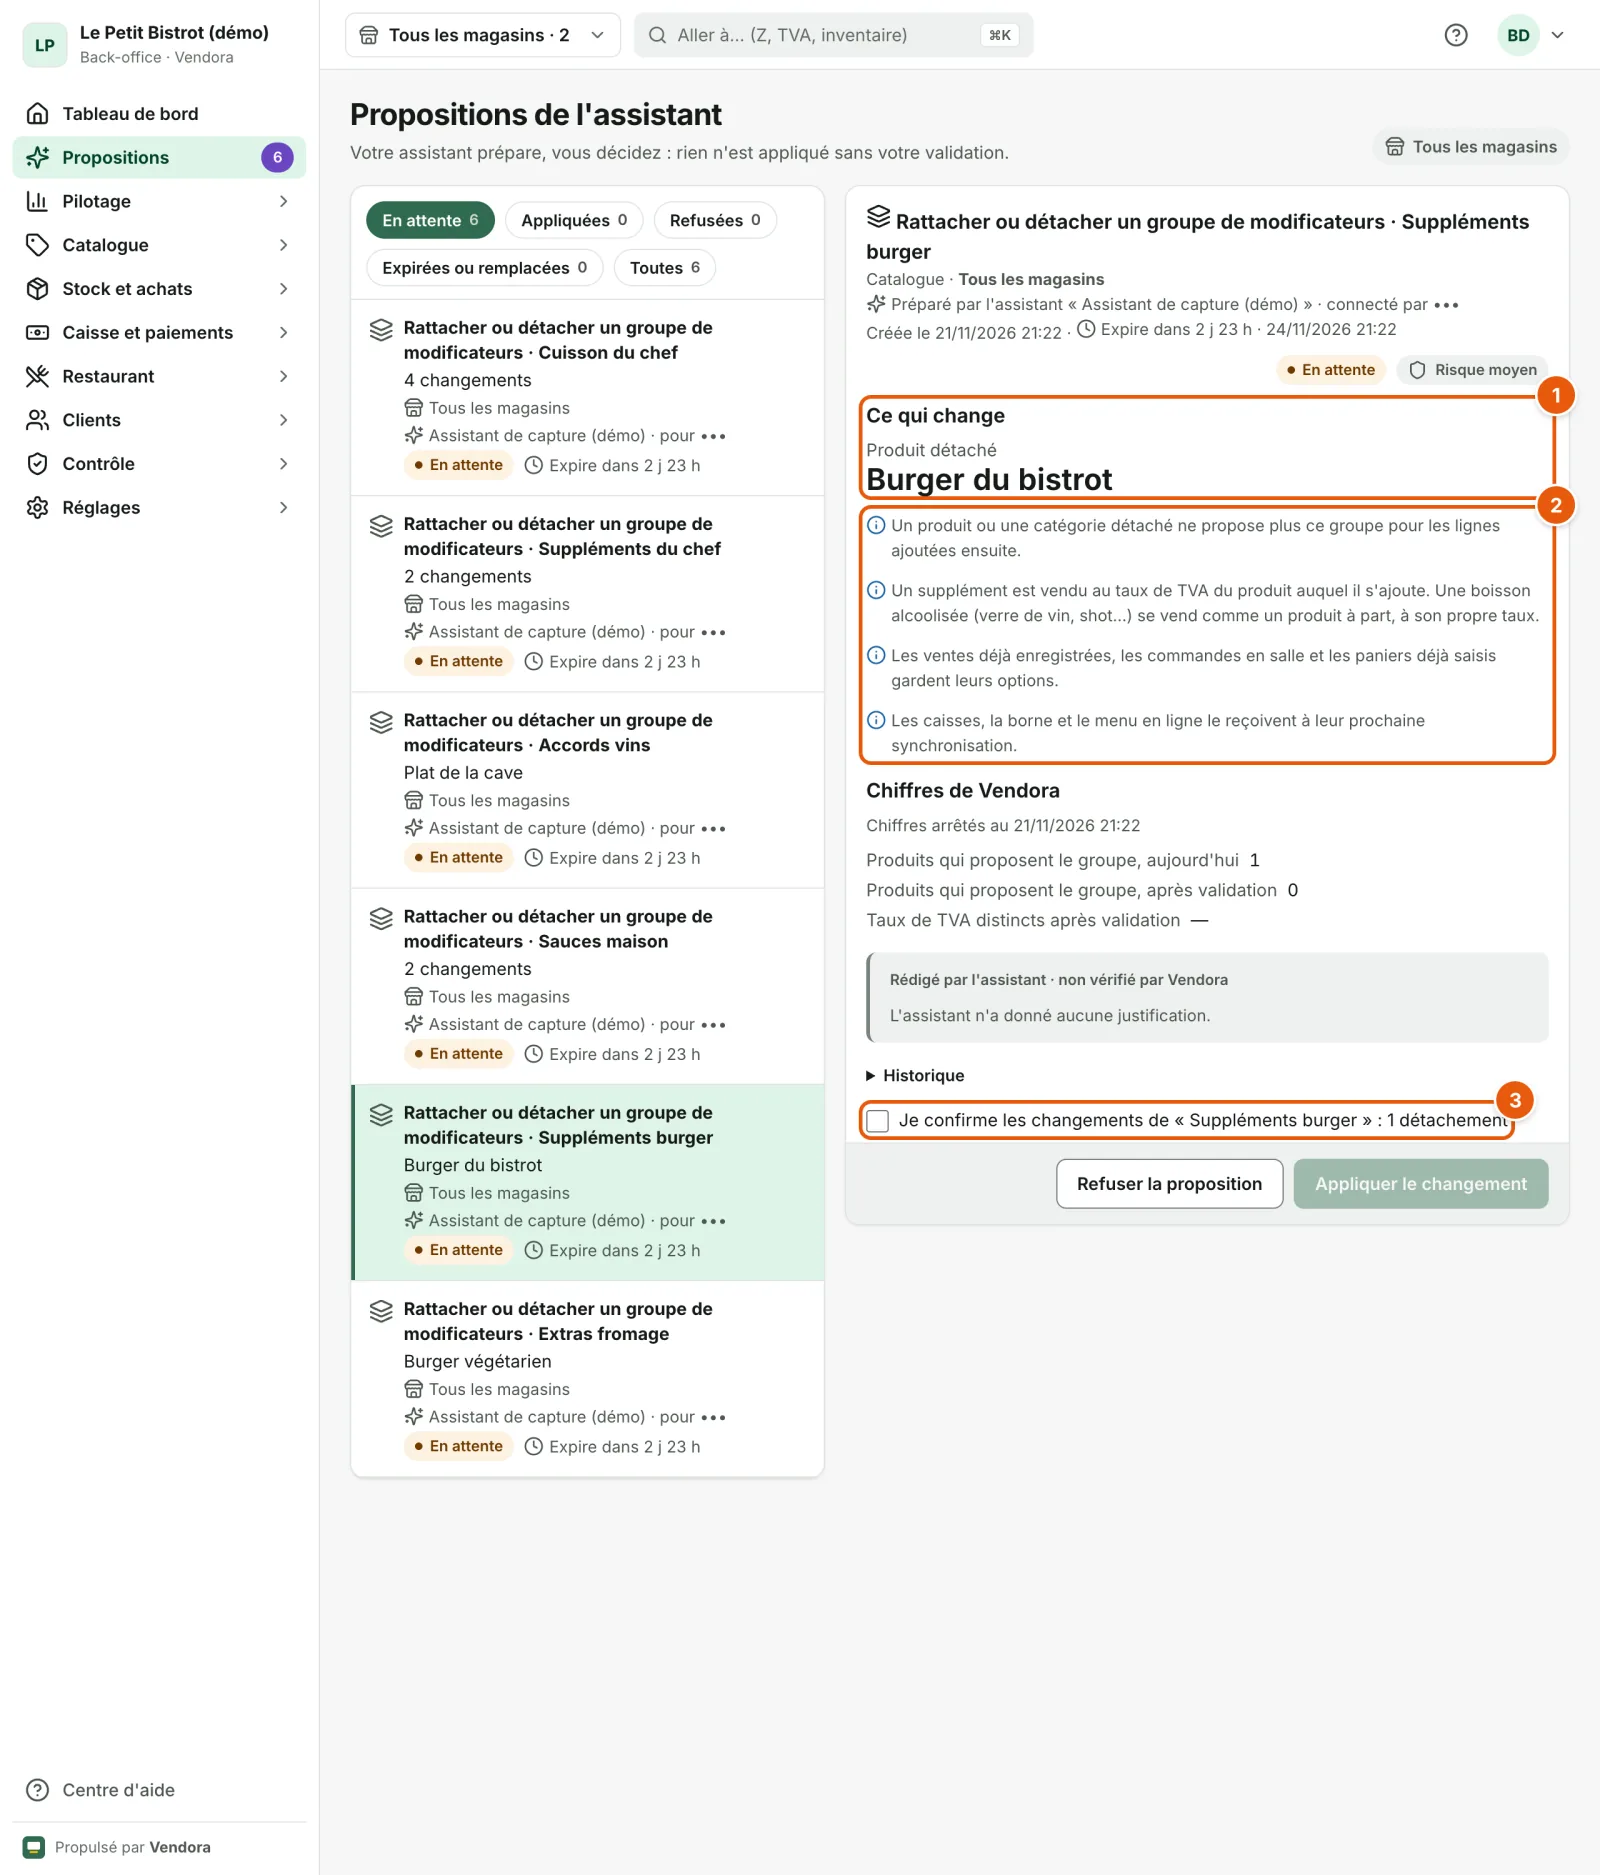 LP
Le Petit Bistrot (démo)
Back-office · Vendora
Tableau de bord
Propositions 6
Pilotage
Catalogue
Stock et achats
Caisse et paiements
Restaurant
Clients
Contrôle
Réglages
Centre d'aide
Propulsé par Vendora
Tous les magasins · 2
Aller à... (Z, TVA, inventaire) ⌘K
BD
Propositions de l'assistant
Votre assistant prépare, vous décidez : rien n'est appliqué sans votre validation.
Tous les magasins
En attente 6
Appliquées 0
Refusées 0
Expirées ou remplacées 0
Toutes 6
Rattacher ou détacher un groupe de
modificateurs · Cuisson du chef
4 changements
Tous les magasins
Assistant de capture (démo) · pour •••
En attente
Expire dans 2 j 23 h
Rattacher ou détacher un groupe de
modificateurs · Suppléments du chef
2 changements
Tous les magasins
Assistant de capture (démo) · pour •••
En attente
Expire dans 2 j 23 h
Rattacher ou détacher un groupe de
modificateurs · Accords vins
Plat de la cave
Tous les magasins
Assistant de capture (démo) · pour •••
En attente
Expire dans 2 j 23 h
Rattacher ou détacher un groupe de
modificateurs · Sauces maison
2 changements
Tous les magasins
Assistant de capture (démo) · pour •••
En attente
Expire dans 2 j 23 h
Rattacher ou détacher un groupe de
modificateurs · Suppléments burger
Burger du bistrot
Tous les magasins
Assistant de capture (démo) · pour •••
En attente
Expire dans 2 j 23 h
Rattacher ou détacher un groupe de
modificateurs · Extras fromage
Burger végétarien
Tous les magasins
Assistant de capture (démo) · pour •••
En attente
Expire dans 2 j 23 h
Rattacher ou détacher un groupe de modificateurs · Suppléments
burger
Catalogue · Tous les magasins
Préparé par l'assistant « Assistant de capture (démo) » · connecté par •••
Créée le 21/11/2026 21:22 · Expire dans 2 j 23 h · 24/11/2026 21:22
En attente
Risque moyen
1
Ce qui change
Produit détaché
Burger du bistrot
2
Un produit ou une catégorie détaché ne propose plus ce groupe pour les lignes
ajoutées ensuite.
Un supplément est vendu au taux de TVA du produit auquel il s'ajoute. Une boisson
alcoolisée (verre de vin, shot...) se vend comme un produit à part, à son propre taux.
Les ventes déjà enregistrées, les commandes en salle et les paniers déjà saisis
gardent leurs options.
Les caisses, la borne et le menu en ligne le reçoivent à leur prochaine
synchronisation.
Chiffres de Vendora
Chiffres arrêtés au 21/11/2026 21:22
Produits qui proposent le groupe, aujourd'hui 1
Produits qui proposent le groupe, après validation 0
Taux de TVA distincts après validation —
Rédigé par l'assistant · non vérifié par Vendora
L'assistant n'a donné aucune justification.
Historique
3
Je confirme les changements de « Suppléments burger » : 1 détachement
Refuser la proposition
Appliquer le changement